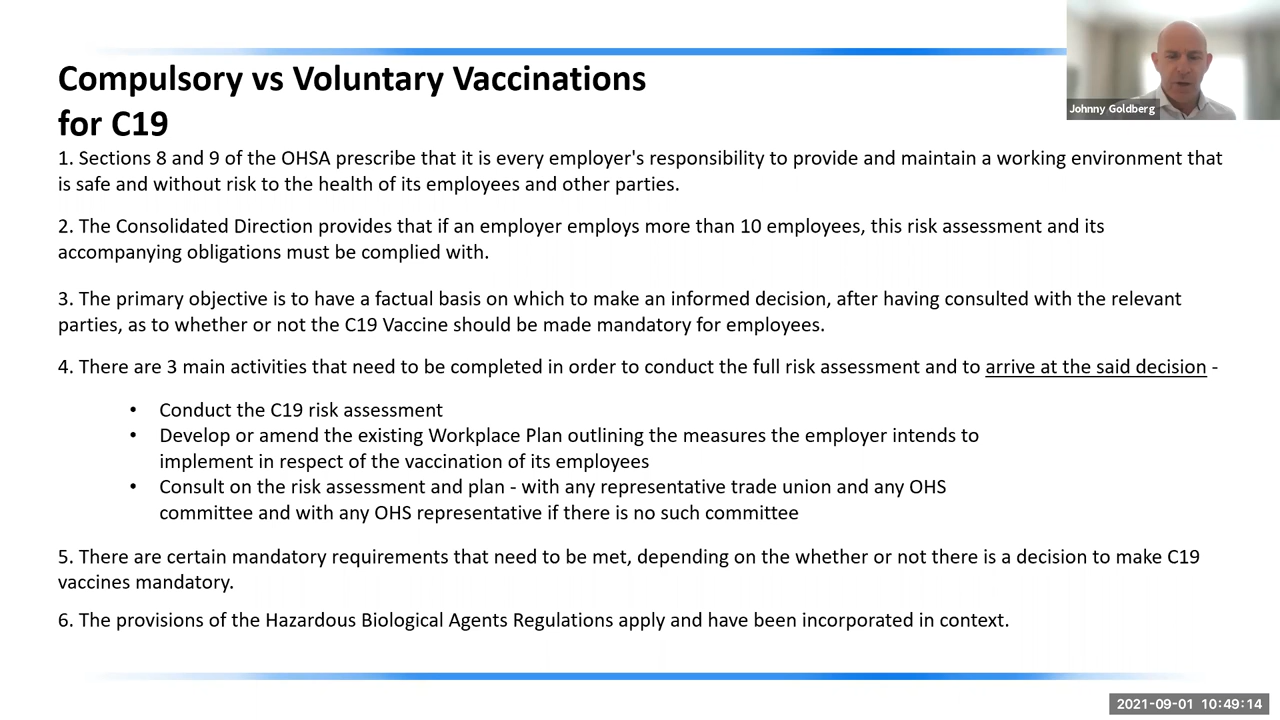 Compulsory vs Voluntary Vaccinations
for C19
Johnny Goldberg
1. Sections 8 and 9 of the OHSA prescribe that it is every employer's responsibility to provide and maintain a working environment that
is safe and without risk to the health of its employees and other parties.
2. The Consolidated Direction provides that if an employer employs more than 10 employees, this risk assessment and its
accompanying obligations must be complied with.
3. The primary objective is to have a factual basis on which to make an informed decision, after having consulted with the relevant
parties, as to whether or not the C19 Vaccine should be made mandatory for employees.
4. There are 3 main activities that need to be completed in order to conduct the full risk assessment and to arrive at the said decision -
• Conduct the C19 risk assessment
• Develop or amend the existing Workplace Plan outlining the measures the employer intends to
implement in respect of the vaccination of its employees
• Consult on the risk assessment and plan - with any representative trade union and any OHS
committee and with any OHS representative if there is no such committee
5. There are certain mandatory requirements that need to be met, depending on the whether or not there is a decision to make C19
vaccines mandatory.
6. The provisions of the Hazardous Biological Agents Regulations apply and have been incorporated in context.
2021-09-01 10:49:14